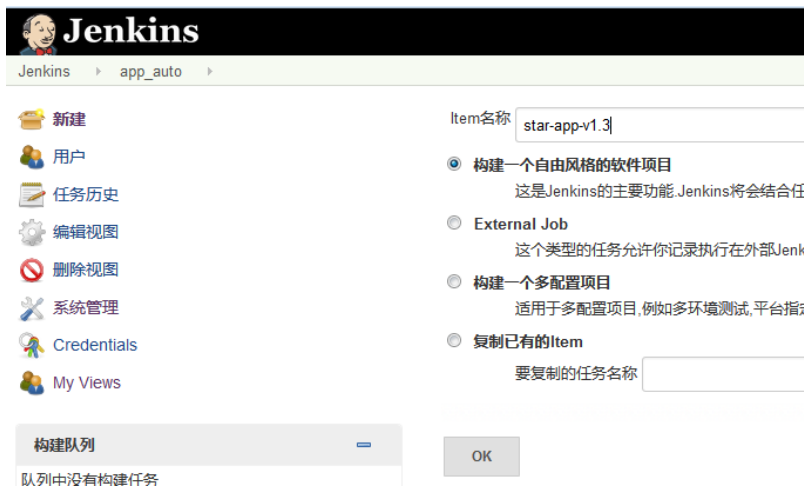 Jenkins
Jenkins app_auto
新建
用户
任务历史
编辑视图
删除视图
系统管理
Credentials
My Views
构建队列
队列中没有构建任务
Item名称 star-app-v1.3
构建一个自由风格的软件项目
这是Jenkins的主要功能.Jenkins将会结合任
External Job
这个类型的任务允许你记录执行在外部Jenk
构建一个多配置项目
适用于多配置项目,例如多环境测试,平台指定
复制已有的Item
要复制的任务名称
OK